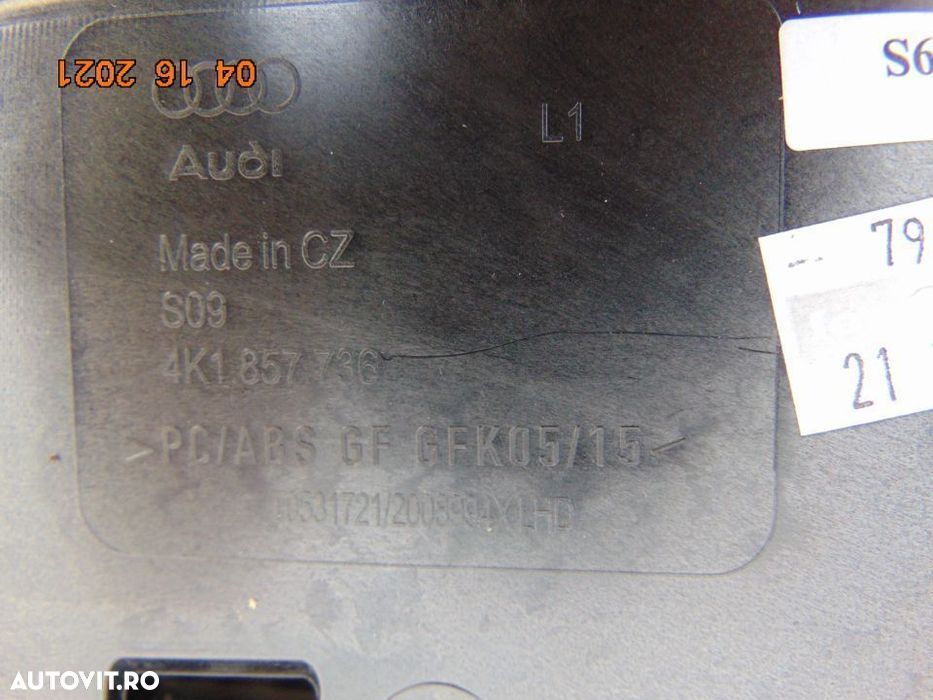 04 16 2021
Audi
L1
S6
Made in CZ
79
S09
4K1.857 736
21
>PC/ABS GF GFK05/15<
LHD
AUTOVIT.RO